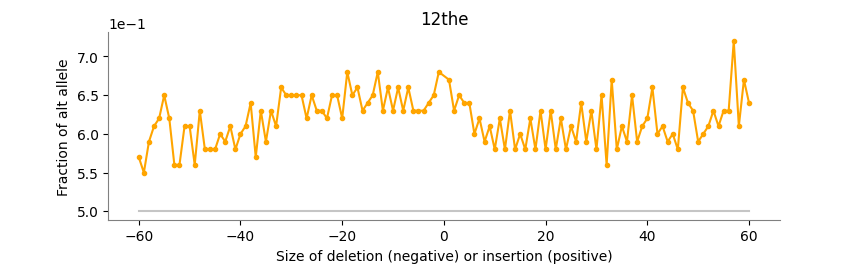 12the
1e−1
7.0
6.5
6.0
5.5
5.0
Fraction of alt allele
−60 −40 −20 0 20 40 60
Size of deletion (negative) or insertion (positive)